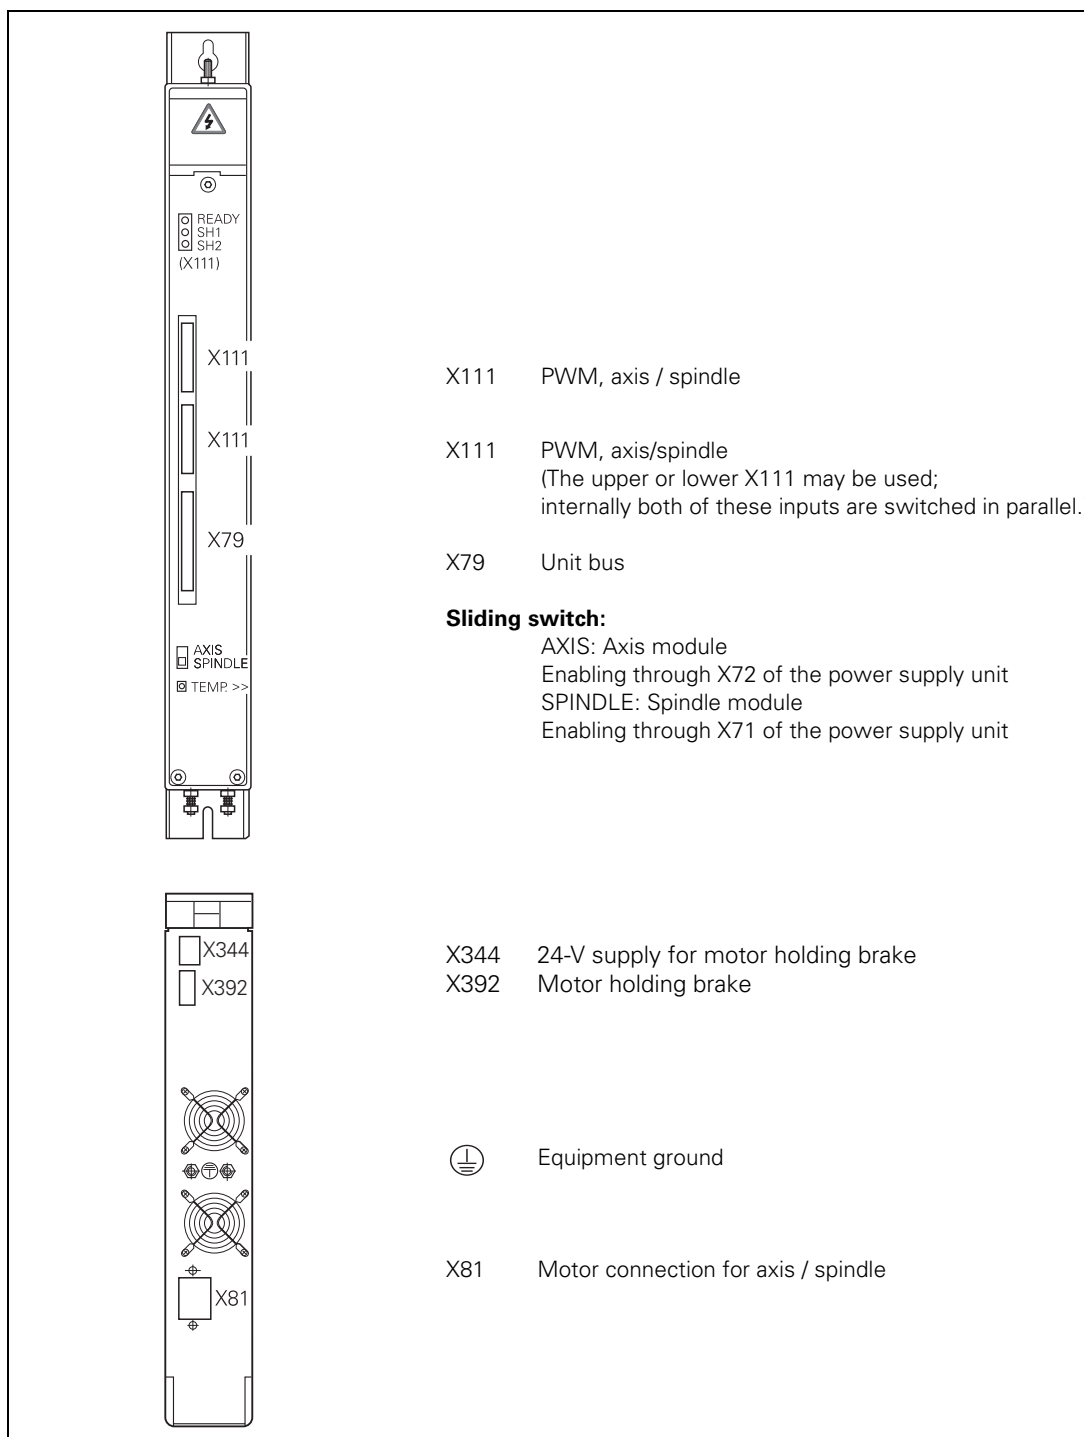 READY
SH1
SH2
(X111)
X111
X111 PWM, axis / spindle
X111
X111 PWM, axis/spindle
(The upper or lower X111 may be used;
internally both of these inputs are switched in parallel.
X79
X79 Unit bus
Sliding switch:
AXIS: Axis module
Enabling through X72 of the power supply unit
SPINDLE: Spindle module
Enabling through X71 of the power supply unit
AXIS
SPINDLE
TEMP. >>
X344
X344 24-V supply for motor holding brake
X392
X392 Motor holding brake
Equipment ground
X81
X81 Motor connection for axis / spindle